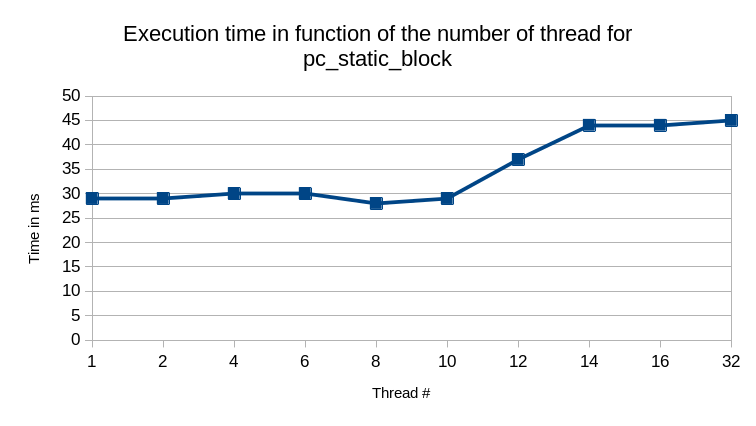 Execution time in function of the number of thread for
pc_static_block
50
45
40
35
30
25
20
15
10
5
0
Time in ms
1 2 4 6 8 10 12 14 16 32
Thread #